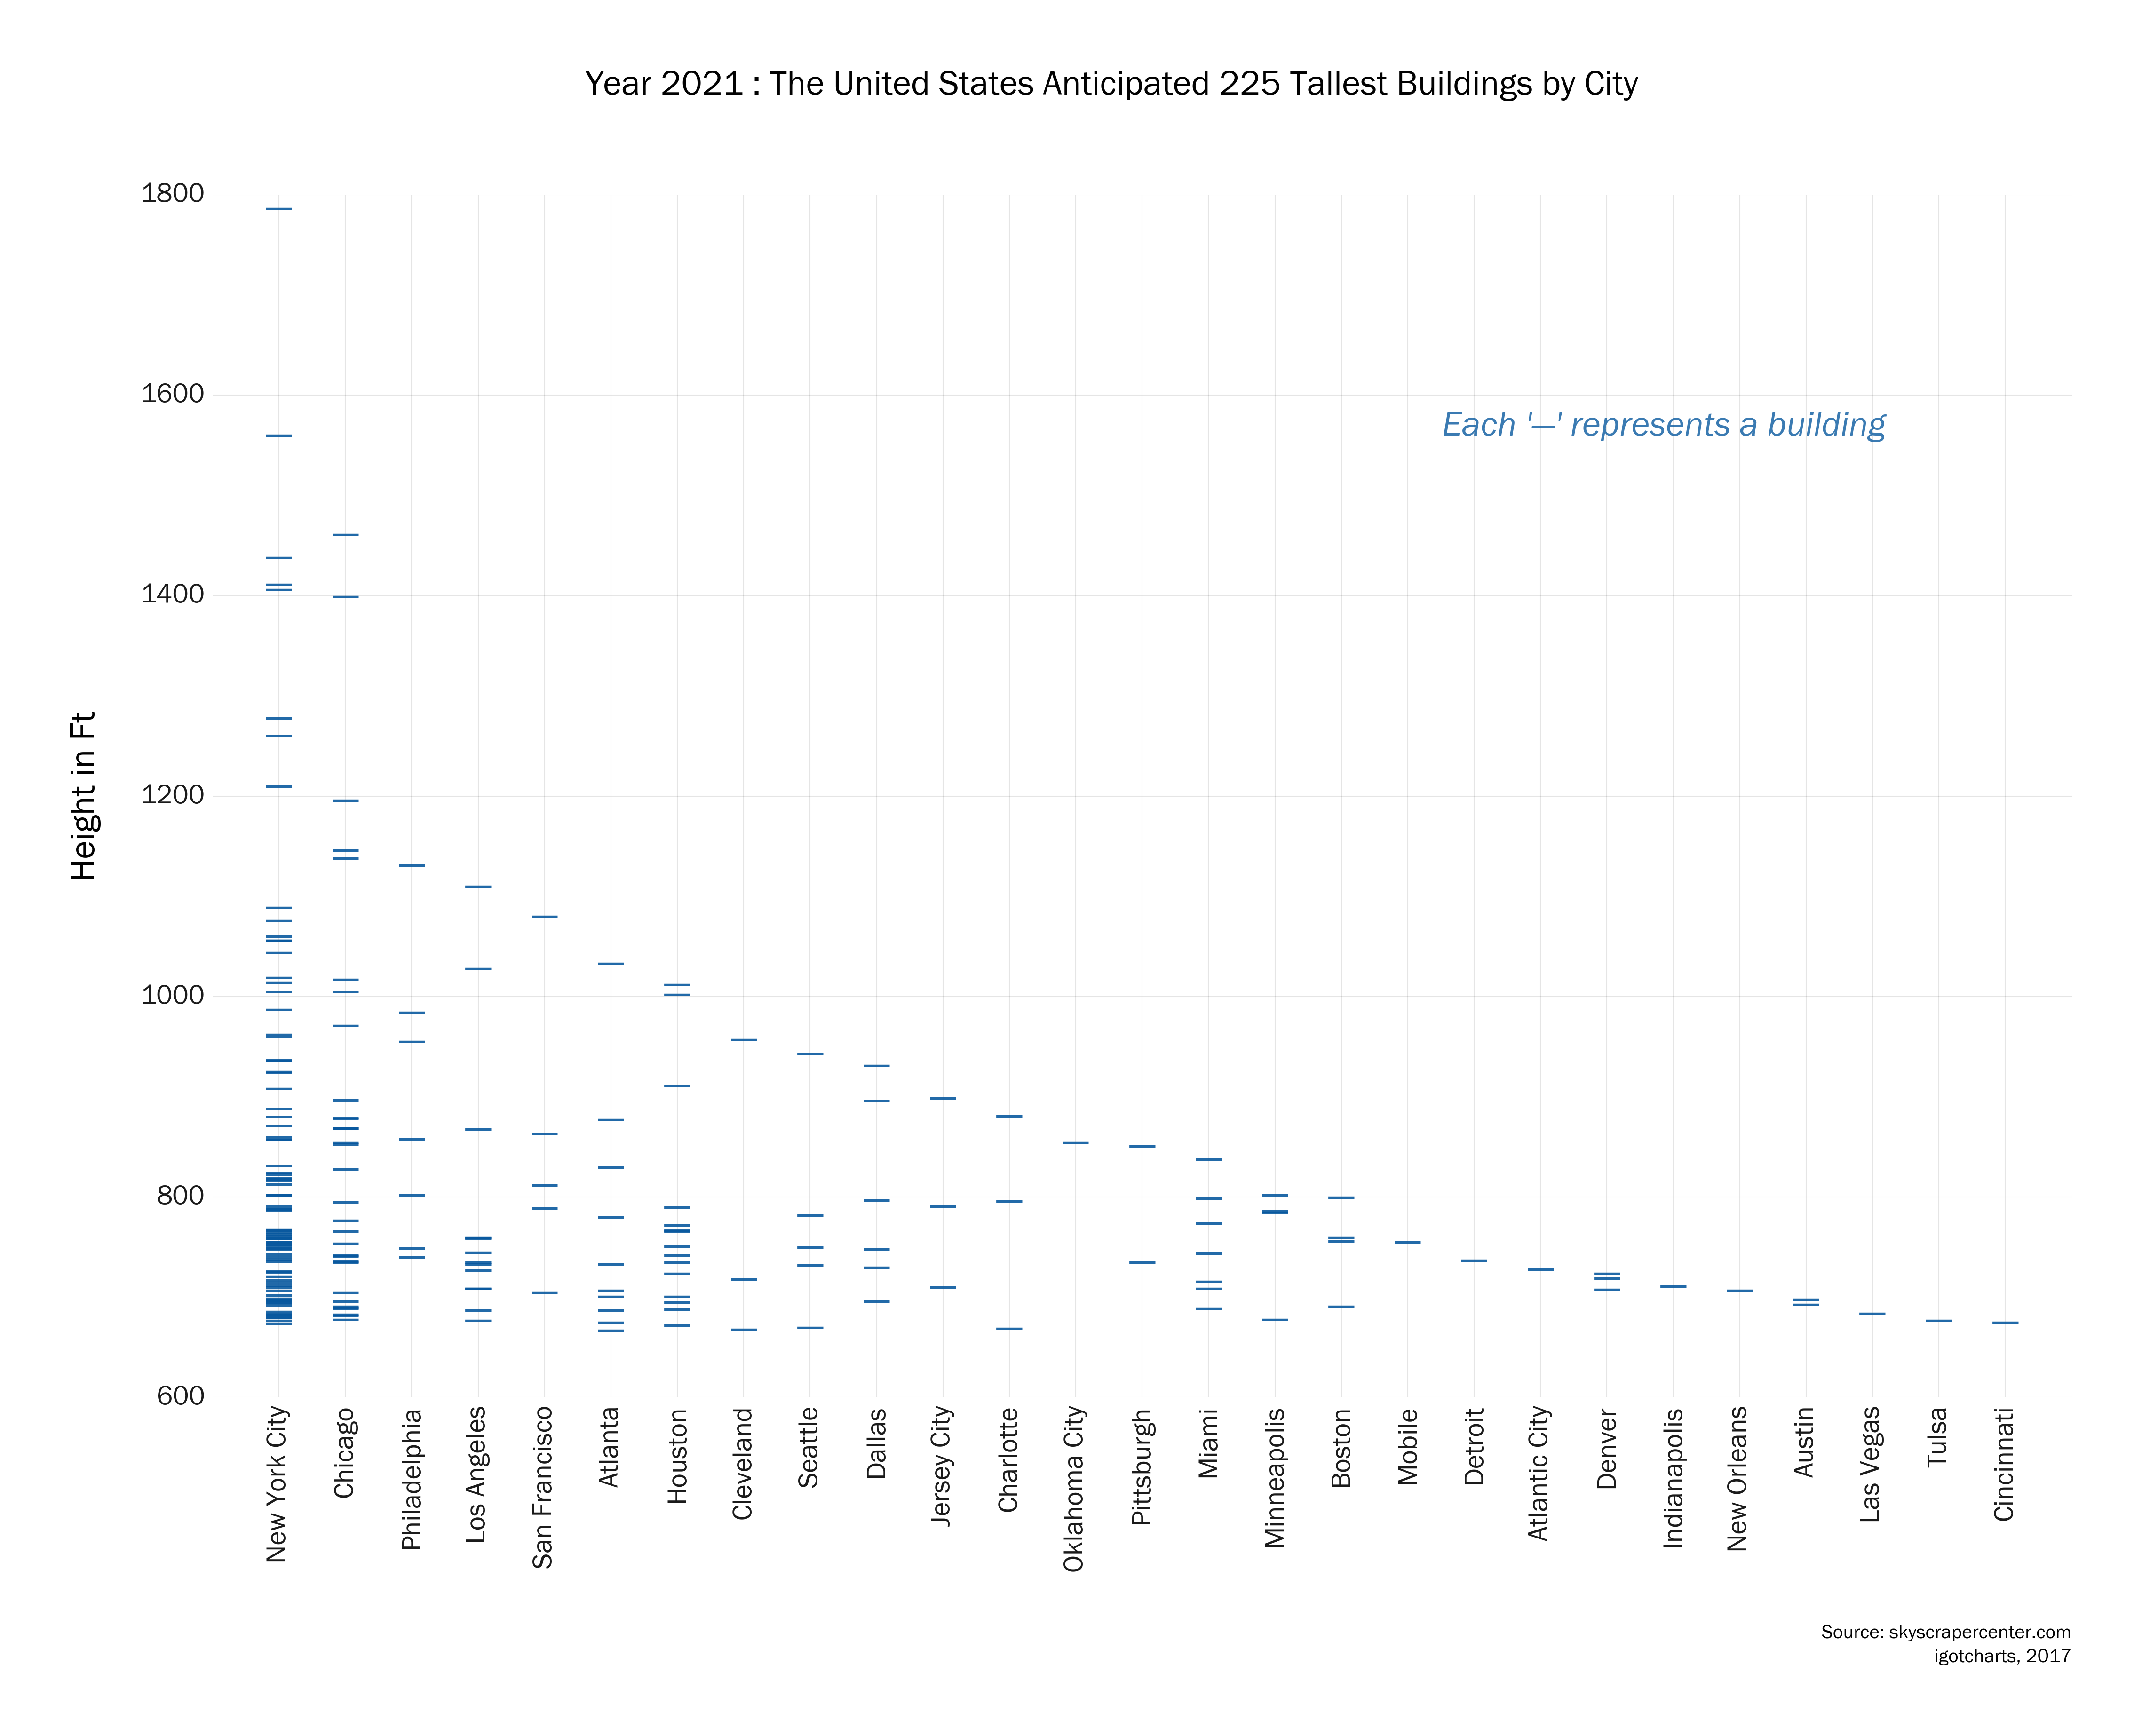 Year 2021 : The United States Anticipated 225 Tallest Buildings by City
1800
1600
Each '—' represents a building
1400
1200
Height in Ft
1000
800
600
New York City
Chicago
Philadelphia
Los Angeles
San Francisco
Atlanta
Houston
Cleveland
Seattle
Dallas
Jersey City
Charlotte
Oklahoma City
Pittsburgh
Miami
Minneapolis
Boston
Mobile
Detroit
Atlantic City
Denver
Indianapolis
New Orleans
Austin
Las Vegas
Tulsa
Cincinnati
Source: skyscrapercenter.com
igotcharts, 2017